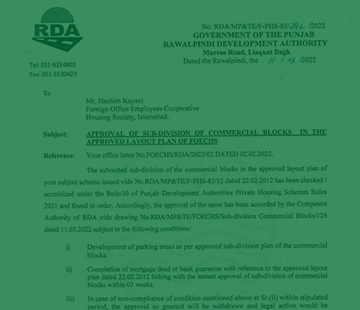 RDA
No. RDA/MP&TE/F-PHS-83/ /2022
GOVERNMENT OF THE PUNJAB
RAWALPINDI DEVELOPMENT AUTHORITY
Murree Road, Liaquat Bagh
Tel: 051-9334909
Fax: 051-5530423
Dated the Rawalpindi, the /03 /2022
To
Mr. Hashim Kayani
Foreign Office Employees Cooperative
Housing Society, Islamabad.
Subject: APPROVAL OF SUB-DIVISION OF COMMERCIAL BLOCKS IN THE
APPROVED LAYOUT PLAN OF FOECHS
Reference: Your office letter No.FOECHS/RDA/2022/02 DATED 02.02.2022.
The submitted sub-division of the commercial blocks in the approved layout plan of
your subject scheme issued vide No.RDA/MP&TE/F-PHS-83/52 dated 22.02.2012 has been checked /
scrutinized under the Rule-30 of Punjab Development Authorities Private Housing Schemes Rules
2021 and found in order. Accordingly, the approval of the same has been accorded by the Competent
Authority of RDA vide drawing No.RDA/MP&TE/FOECHS/Sub-division Commercial Blocks/126
dated 11.03.2022 subject to the following conditions:
i) Development of parking areas as per approved sub-division plan of the commercial
blocks.
ii) Completion of mortgage deed or bank guarantee with reference to the approved layout
plan dated 22.02.2012 linking with the instant approval of sub-division of commercial
blocks within 03 weeks.
iii) In case of non-compliance of condition mentioned above at Sr (ii) within stipulated
period, the approval so granted will be withdrawn and legal action would be